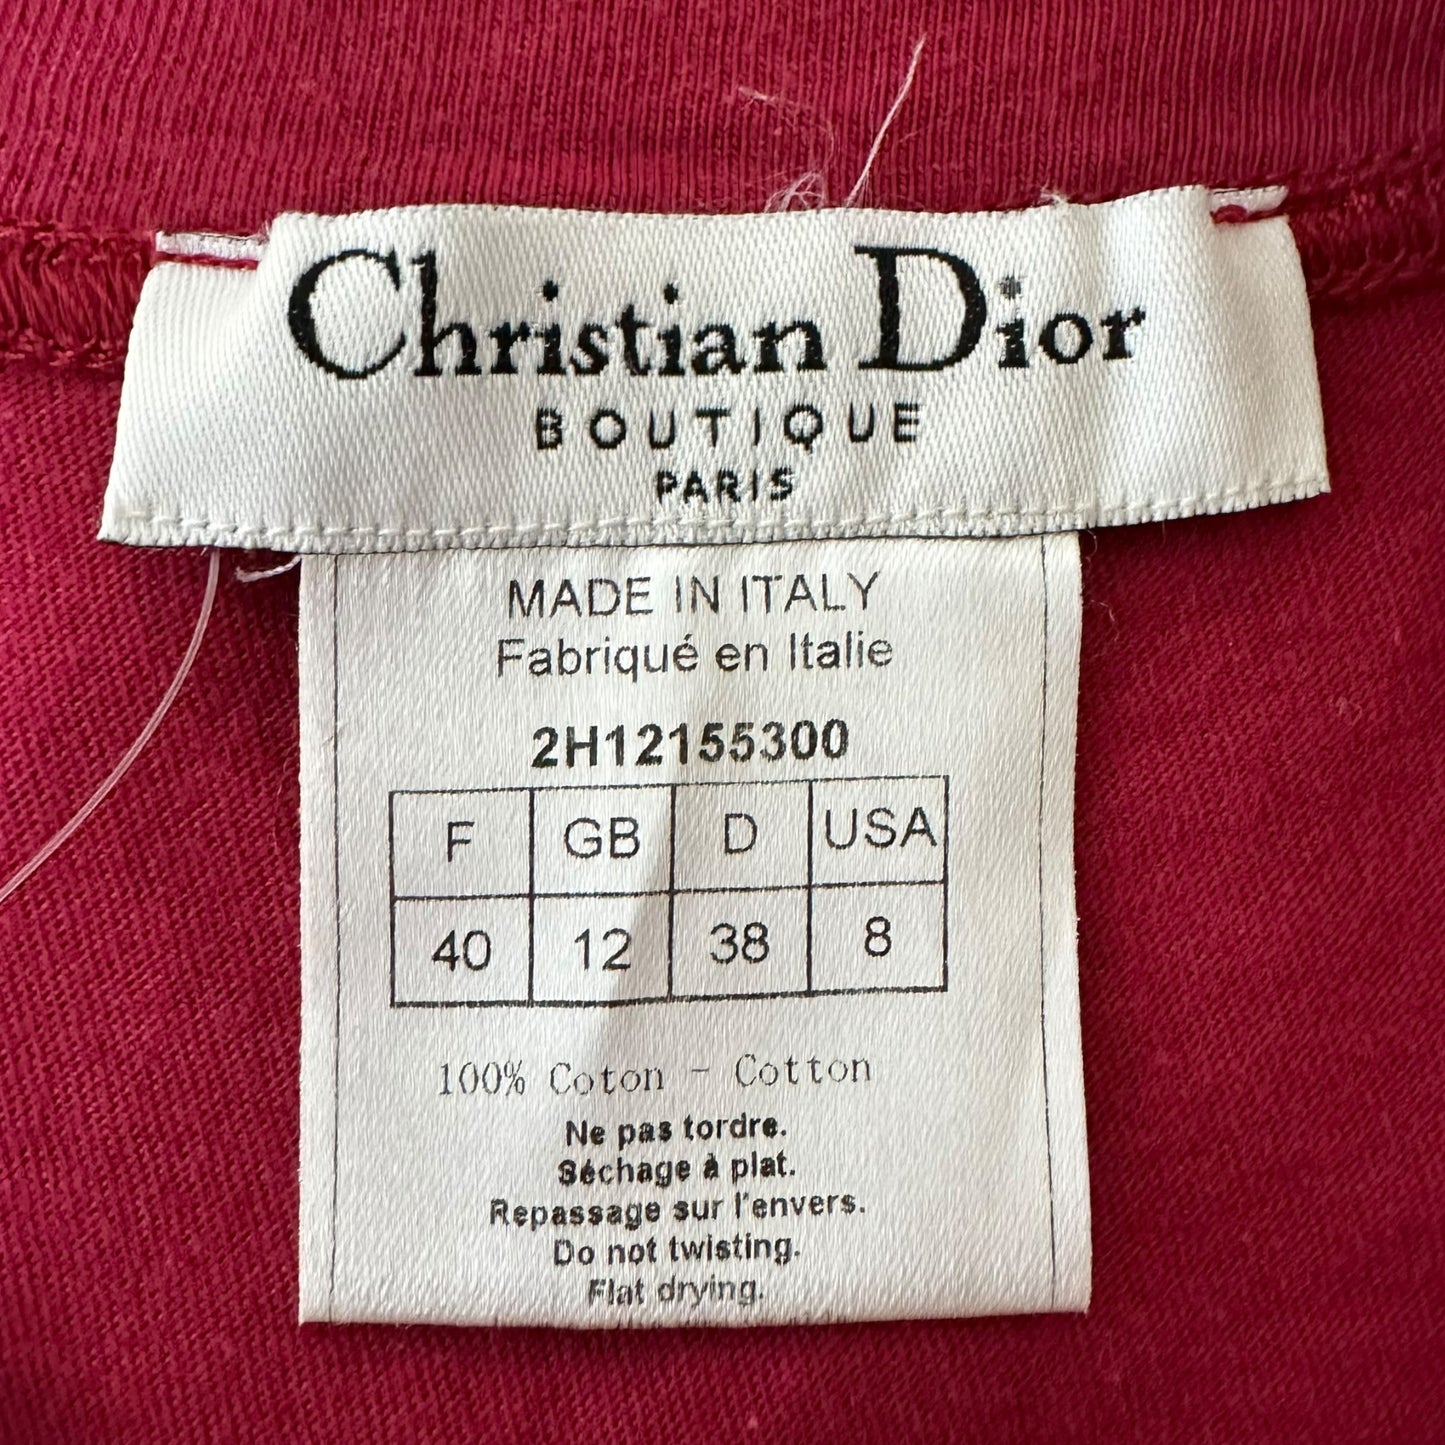 Christian Dior
BOUTIQUE
PARIS
MADE IN ITALY
Fabriqué en Italie
2H12155300
F GB D USA
40 12 38 8
100% Coton - Cotton
Ne pas tordre.
Séchage à plat.
Repassage sur l'envers.
Do not twisting.
Flat drying.